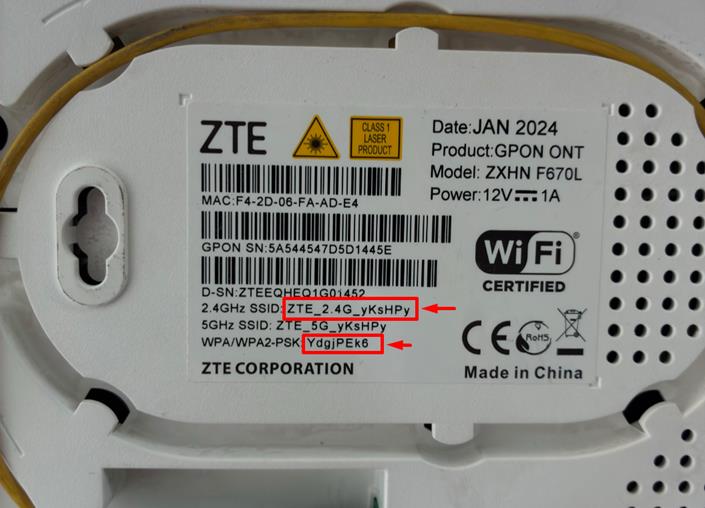 ZTE
CLASS 1
LASER
PRODUCT
Date:JAN 2024
Product:GPON ONT
Model: ZXHN F670L
Power:12V⎓1A
MAC:F4-2D-06-FA-AD-E4
GPON SN:5A544547D5D1445E
D-SN:ZTEEQHEQ1G01452
2.4GHz SSID: ZTE_2.4G_yKsHPy
5GHz SSID: ZTE_5G_yKsHPy
WPA/WPA2-PSK:YdgjPEk6
ZTE CORPORATION
WiFi®
CERTIFIED
CE
RoHS
Made in China